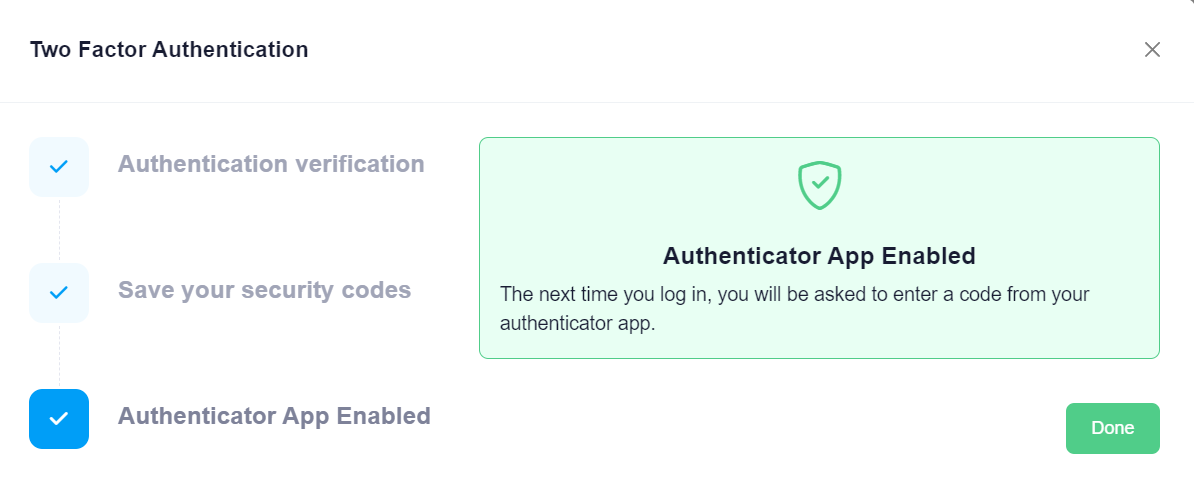 Two Factor Authentication
Authentication verification
Save your security codes
Authenticator App Enabled
Authenticator App Enabled
The next time you log in, you will be asked to enter a code from your
authenticator app.
Done